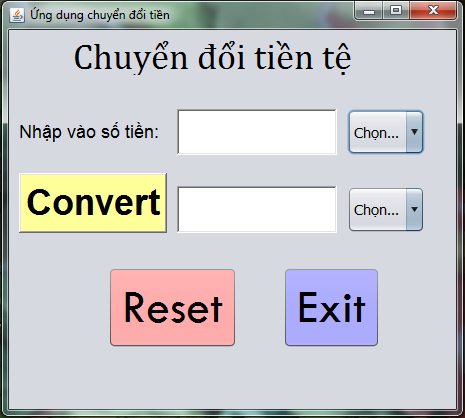 Ứng dụng chuyển đổi tiền
Chuyển đổi tiền tệ
Nhập vào số tiền:
Chọn...
Convert
Chọn...
Reset
Exit